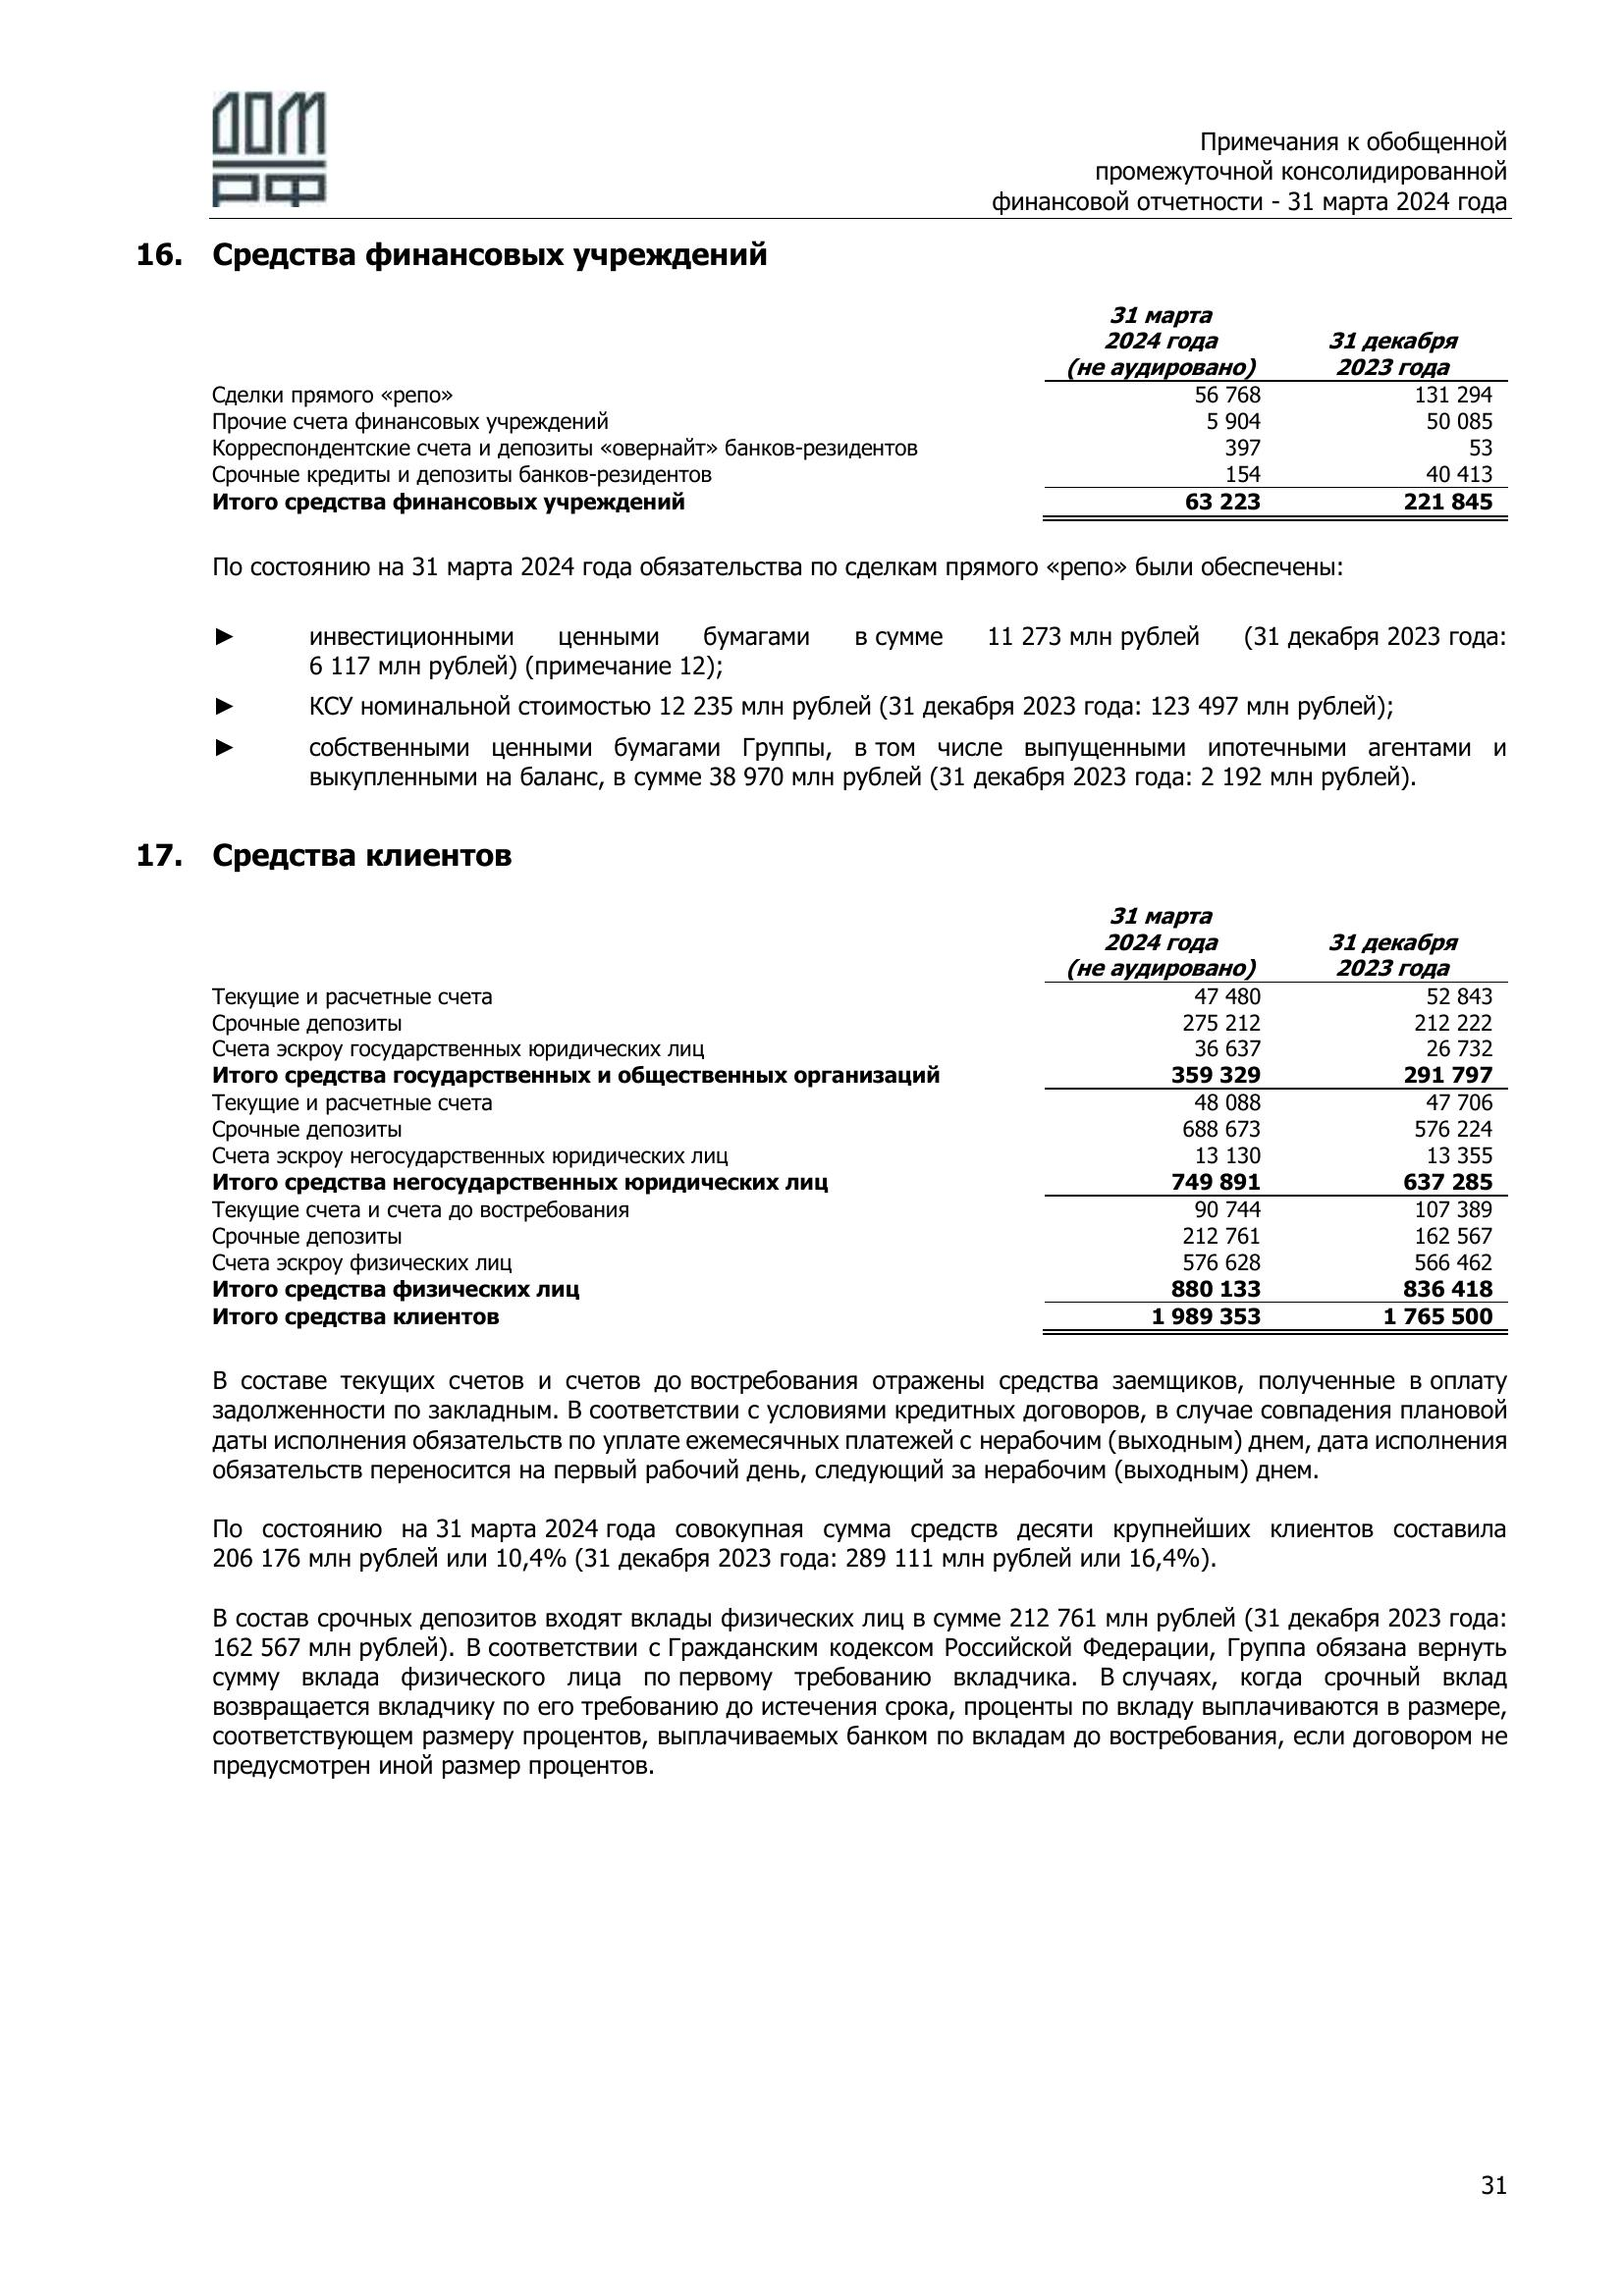 ДОМ
РФ
Примечания к обобщенной
промежуточной консолидированной
финансовой отчетности - 31 марта 2024 года
16. Средства финансовых учреждений
31 марта
2024 года 31 декабря
(не аудировано) 2023 года
Сделки прямого «репо» 56 768 131 294
Прочие счета финансовых учреждений 5 904 50 085
Корреспондентские счета и депозиты «овернайт» банков-резидентов 397 53
Срочные кредиты и депозиты банков-резидентов 154 40 413
Итого средства финансовых учреждений 63 223 221 845
По состоянию на 31 марта 2024 года обязательства по сделкам прямого «репо» были обеспечены:
► инвестиционными ценными бумагами в сумме 11 273 млн рублей (31 декабря 2023 года:
6 117 млн рублей) (примечание 12);
► КСУ номинальной стоимостью 12 235 млн рублей (31 декабря 2023 года: 123 497 млн рублей);
► собственными ценными бумагами Группы, в том числе выпущенными ипотечными агентами и
выкупленными на баланс, в сумме 38 970 млн рублей (31 декабря 2023 года: 2 192 млн рублей).
17. Средства клиентов
31 марта
2024 года 31 декабря
(не аудировано) 2023 года
Текущие и расчетные счета 47 480 52 843
Срочные депозиты 275 212 212 222
Счета эскроу государственных юридических лиц 36 637 26 732
Итого средства государственных и общественных организаций 359 329 291 797
Текущие и расчетные счета 48 088 47 706
Срочные депозиты 688 673 576 224
Счета эскроу негосударственных юридических лиц 13 130 13 355
Итого средства негосударственных юридических лиц 749 891 637 285
Текущие счета и счета до востребования 90 744 107 389
Срочные депозиты 212 761 162 567
Счета эскроу физических лиц 576 628 566 462
Итого средства физических лиц 880 133 836 418
Итого средства клиентов 1 989 353 1 765 500
В составе текущих счетов и счетов до востребования отражены средства заемщиков, полученные в оплату
задолженности по закладным. В соответствии с условиями кредитных договоров, в случае совпадения плановой
даты исполнения обязательств по уплате ежемесячных платежей с нерабочим (выходным) днем, дата исполнения
обязательств переносится на первый рабочий день, следующий за нерабочим (выходным) днем.
По состоянию на 31 марта 2024 года совокупная сумма средств десяти крупнейших клиентов составила
206 176 млн рублей или 10,4% (31 декабря 2023 года: 289 111 млн рублей или 16,4%).
В состав срочных депозитов входят вклады физических лиц в сумме 212 761 млн рублей (31 декабря 2023 года:
162 567 млн рублей). В соответствии с Гражданским кодексом Российской Федерации, Группа обязана вернуть
сумму вклада физического лица по первому требованию вкладчика. В случаях, когда срочный вклад
возвращается вкладчику по его требованию до истечения срока, проценты по вкладу выплачиваются в размере,
соответствующем размеру процентов, выплачиваемых банком по вкладам до востребования, если договором не
предусмотрен иной размер процентов.
31